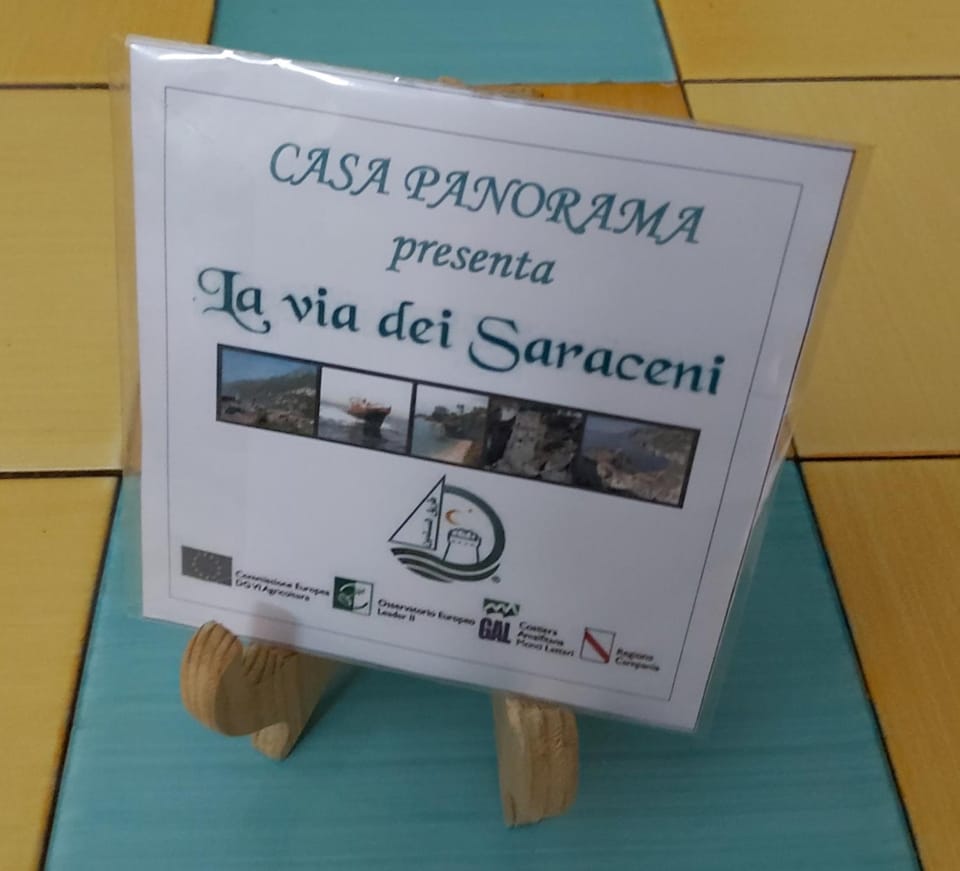 CASA PANORAMA
presenta
La via dei Saraceni
Commissione Europea
DG VI Agricoltura
Osservatorio Europeo
Leader II
GAL
Costiera
Amalfitana
Monti Lattari
Regione
Campania
®